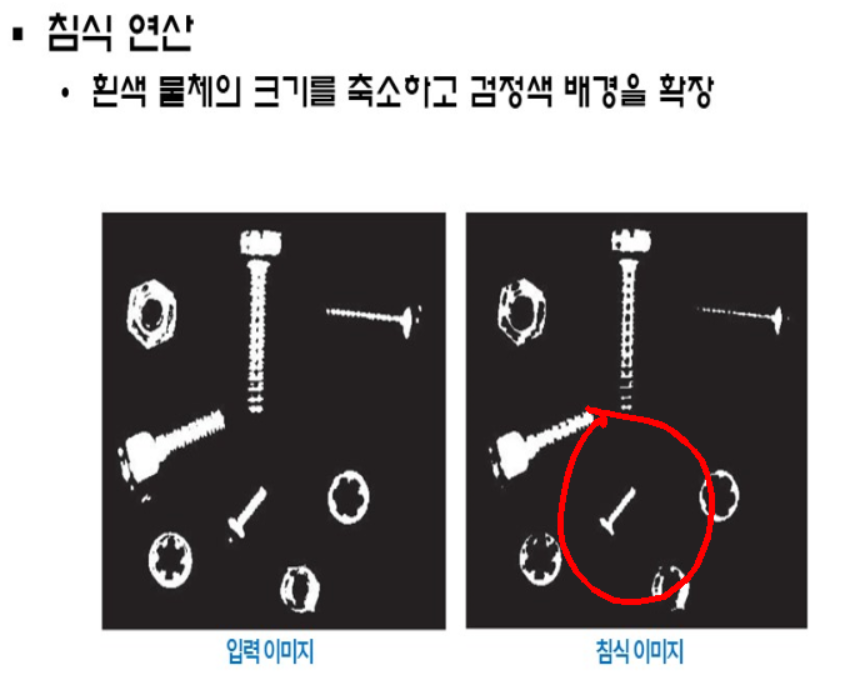 ▪ 침식 연산
• 흰색 물체의 크기를 축소하고 검정색 배경을 확장
입력 이미지
침식 이미지